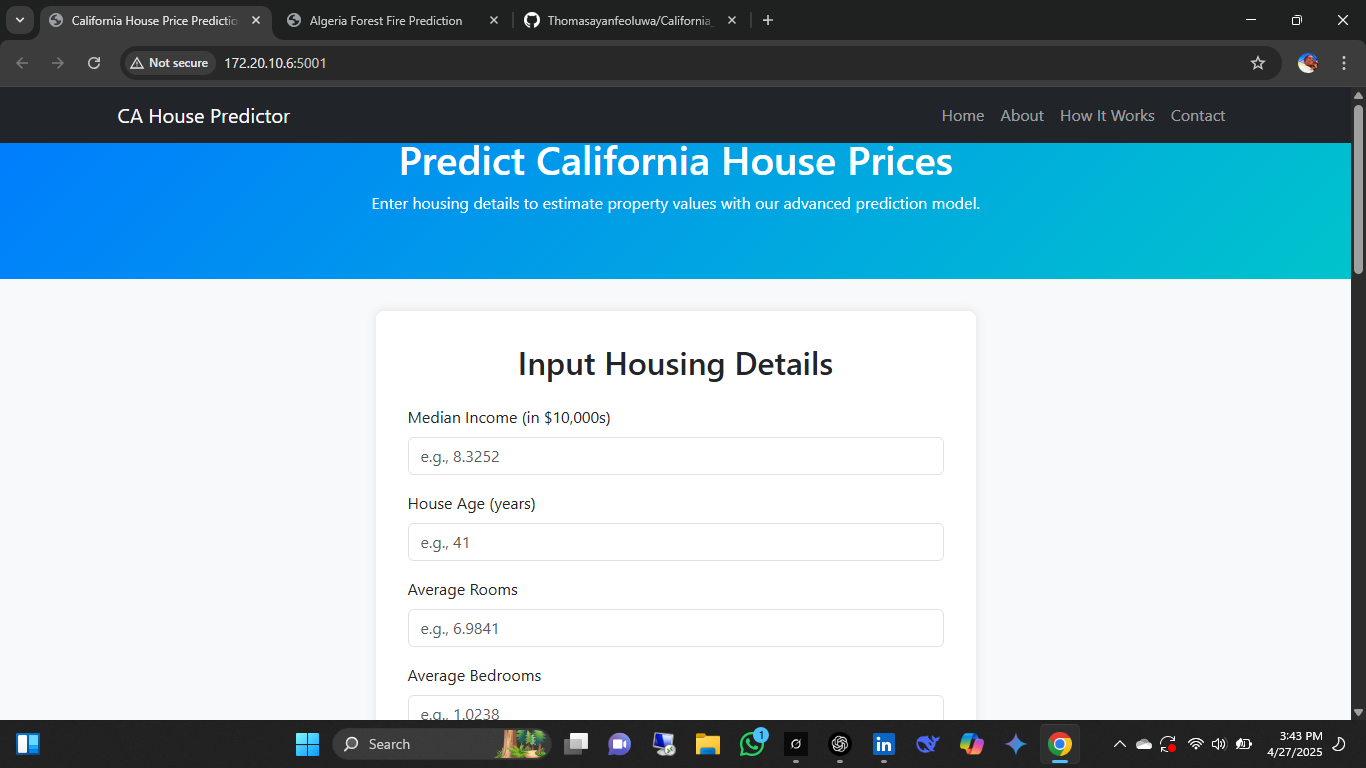 California House Price Predictio
Algeria Forest Fire Prediction
Thomasayanfeoluwa/California_
Not secure
172.20.10.6:5001
CA House Predictor
Home
About
How It Works
Contact
Predict California House Prices
Enter housing details to estimate property values with our advanced prediction model.
Input Housing Details
Median Income (in $10,000s)
e.g., 8.3252
House Age (years)
e.g., 41
Average Rooms
e.g., 6.9841
Average Bedrooms
e.g., 1.0238
Search
1
in
3:43 PM
4/27/2025